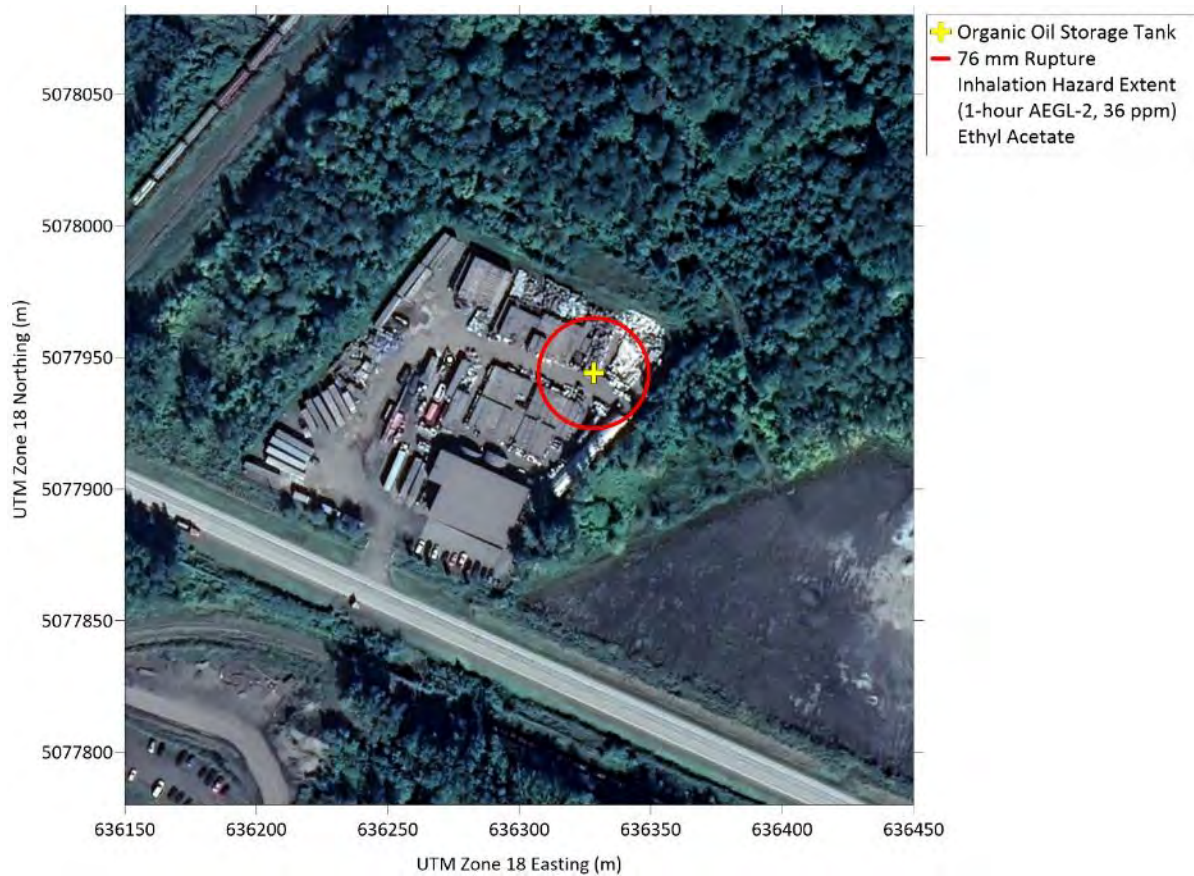 Organic Oil Storage Tank
76 mm Rupture
Inhalation Hazard Extent
(1-hour AEGL-2, 36 ppm)
Ethyl Acetate
5078050
5078000
5077950
5077900
5077850
5077800
UTM Zone 18 Northing (m)
636150 636200 636250 636300 636350 636400 636450
UTM Zone 18 Easting (m)